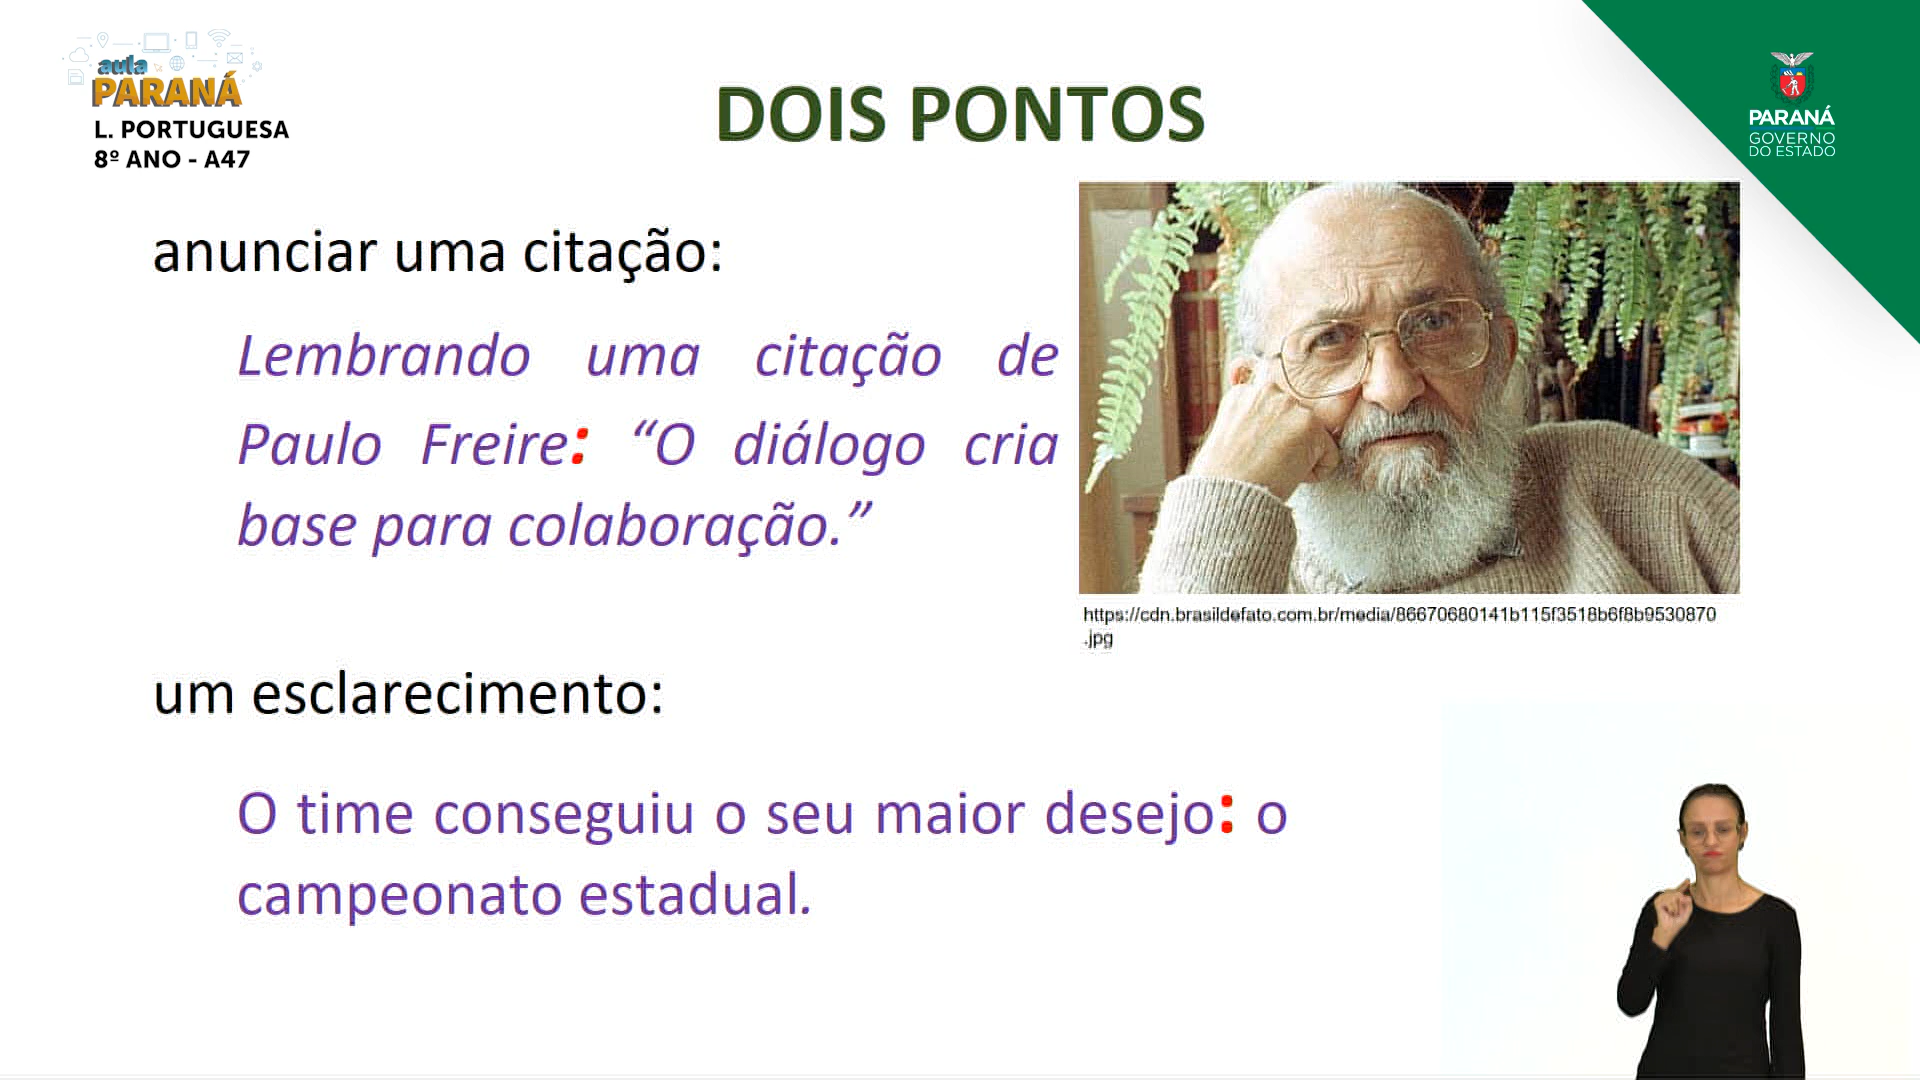 aula
PARANÁ
L. PORTUGUESA
8º ANO - A47
DOIS PONTOS
PARANÁ
GOVERNO
DO ESTADO
anunciar uma citação:
Lembrando uma citação de
Paulo Freire: “O diálogo cria
base para colaboração.”
https://cdn.brasildefato.com.br/media/86670680141b115f3518b6f8b9530870
.jpg
um esclarecimento:
O time conseguiu o seu maior desejo: o
campeonato estadual.